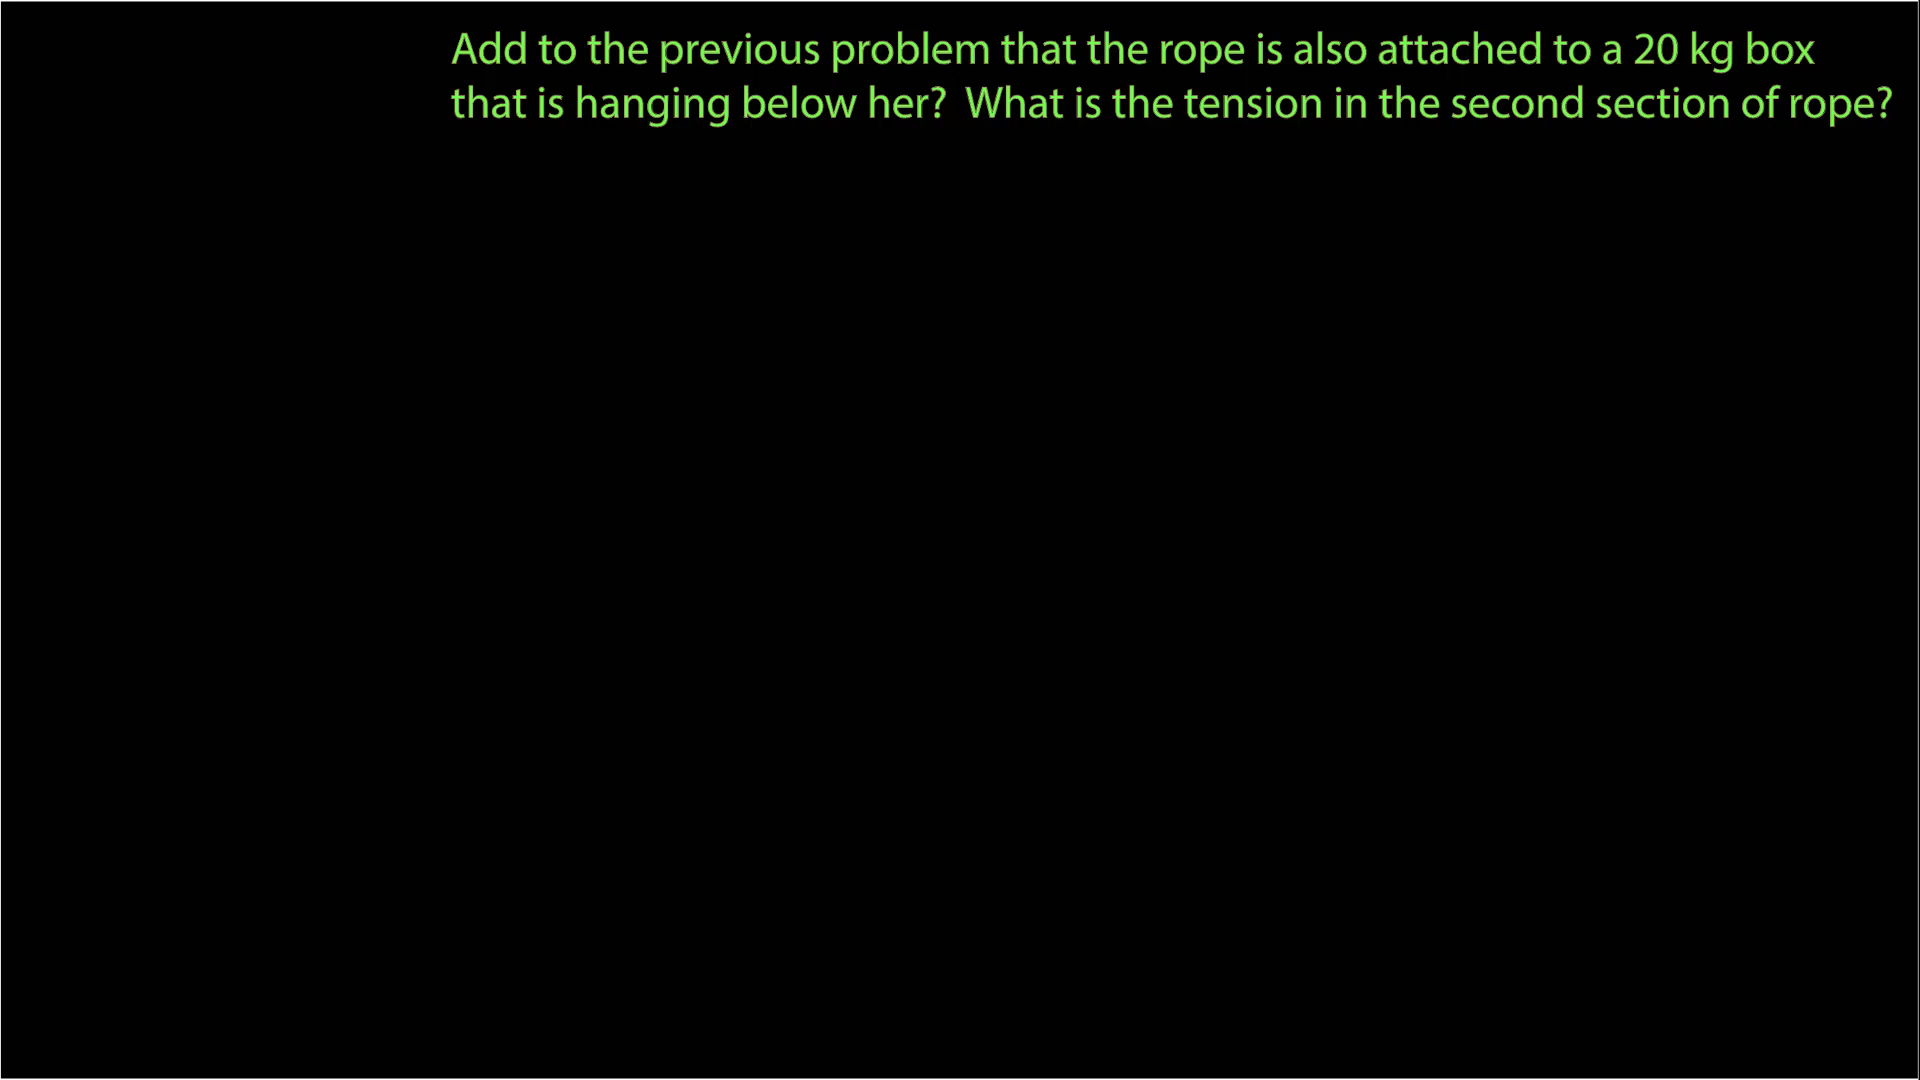 Add to the previous problem that the rope is also attached to a 20 kg box
that is hanging below her?  What is the tension in the second section of rope?